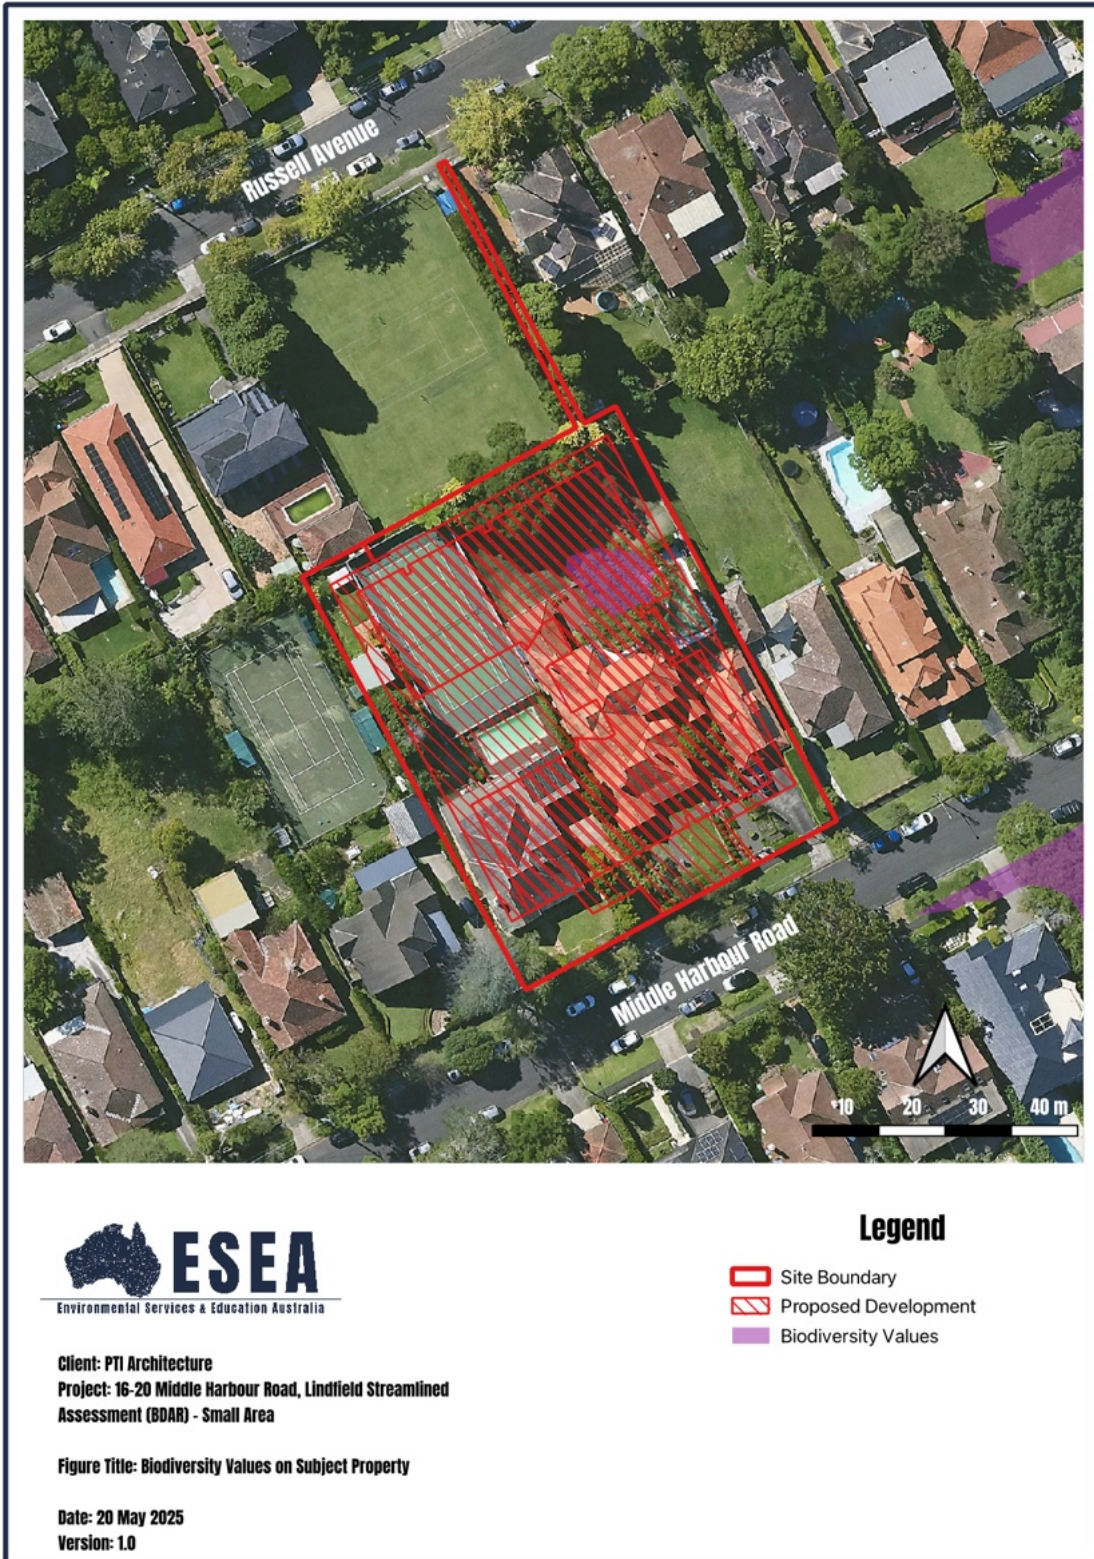 Russell Avenue
Middle Harbour Road
10 20 30 40 m
ESEA
Environmental Services & Education Australia
Legend
Site Boundary
Proposed Development
Biodiversity Values
Client: PTI Architecture
Project: 16-20 Middle Harbour Road, Lindfield Streamlined
Assessment (BDAR) - Small Area
Figure Title: Biodiversity Values on Subject Property
Date: 20 May 2025
Version: 1.0